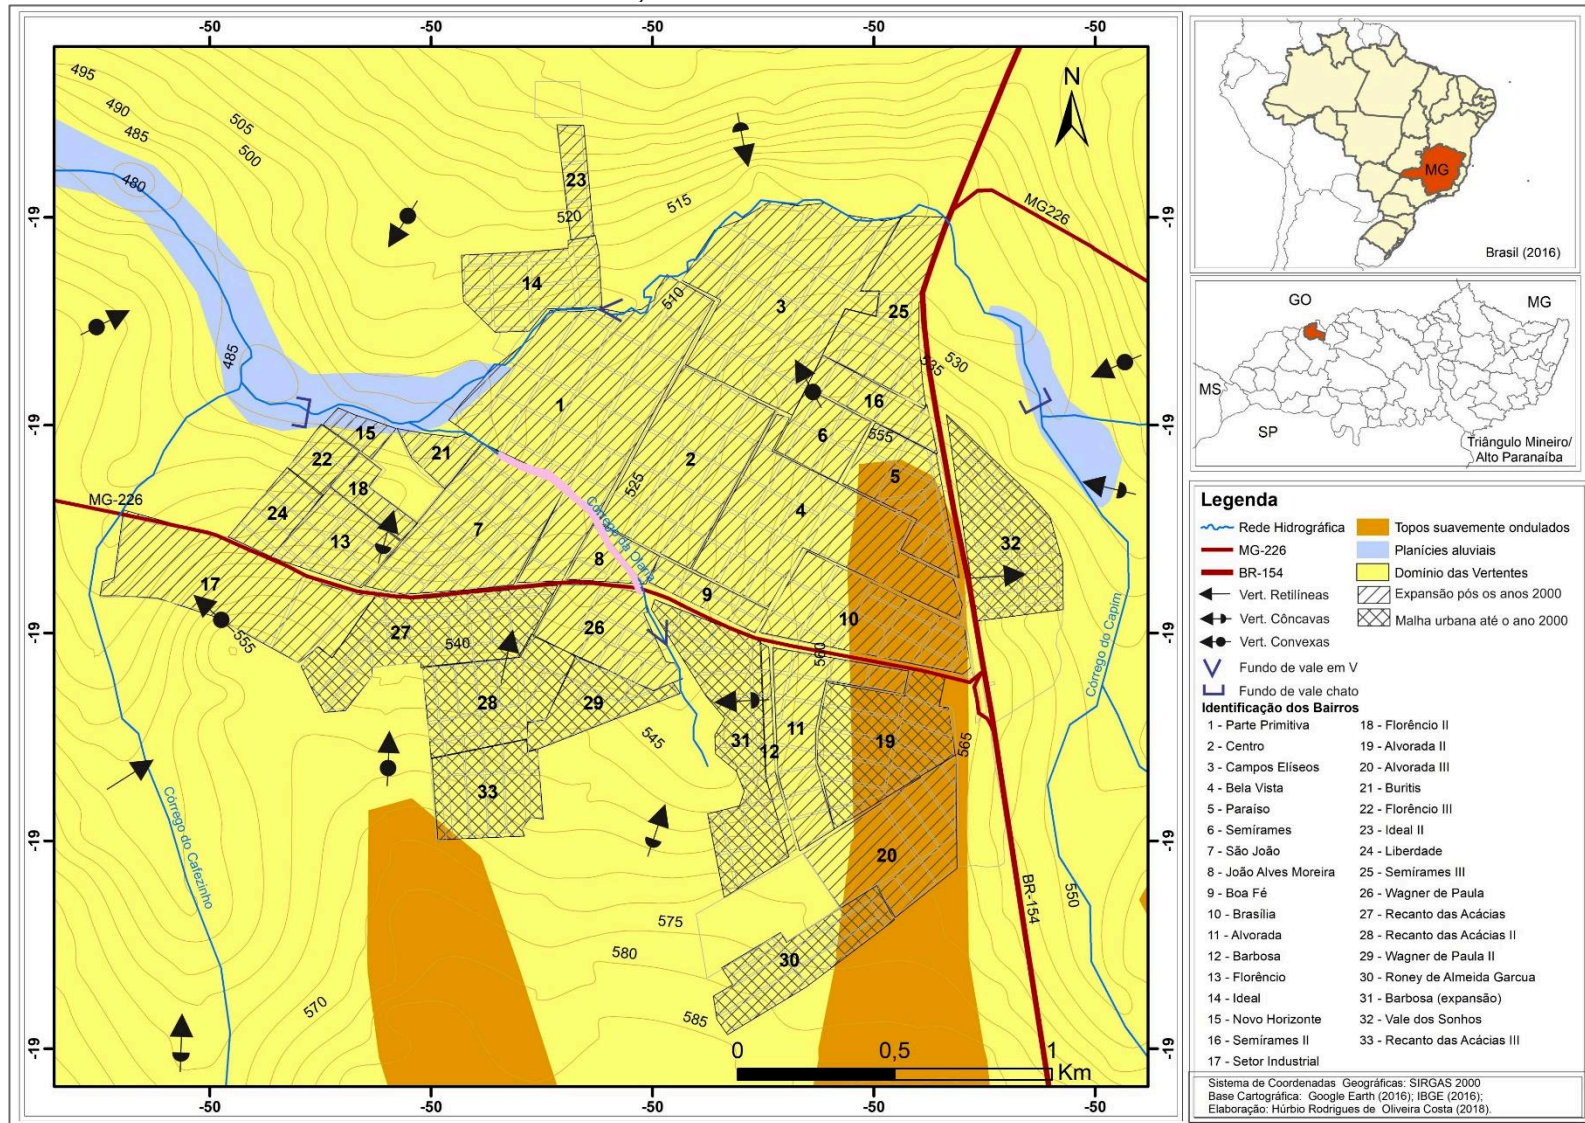 -50 -50 -50 -50 -50
-19
-19
-19
-19
-19
N
495
490
485
505
500
480
23
520
515
MG226
14
510
3
25
530
535
485
1
16
6
555
15
21
22
2
5
18
525
Córrego da Olaria
MG-226
24
7
4
13
8
32
17
9
555
27
26
10
540
560
Córrego do Capim
28
29
11
31
12
19
565
545
33
Córrego do Cafezinho
20
BR-154
550
575
580
30
570
585
0 0,5 1
Km
-50 -50 -50 -50 -50
MG
Brasil (2016)
GO
MG
MS
SP
Triângulo Mineiro/
Alto Paranaíba
Legenda
Rede Hidrográfica
MG-226
BR-154
Vert. Retilíneas
Vert. Côncavas
Vert. Convexas
Fundo de vale em V
Fundo de vale chato
Topos suavemente ondulados
Planícies aluviais
Domínio das Vertentes
Expansão pós os anos 2000
Malha urbana até o ano 2000
Identificação dos Bairros
1 - Parte Primitiva
2 - Centro
3 - Campos Elíseos
4 - Bela Vista
5 - Paraíso
6 - Semírames
7 - São João
8 - João Alves Moreira
9 - Boa Fé
10 - Brasília
11 - Alvorada
12 - Barbosa
13 - Florêncio
14 - Ideal
15 - Novo Horizonte
16 - Semírames II
17 - Setor Industrial
18 - Florêncio II
19 - Alvorada II
20 - Alvorada III
21 - Buritis
22 - Florêncio III
23 - Ideal II
24 - Liberdade
25 - Semírames III
26 - Wagner de Paula
27 - Recanto das Acácias
28 - Recanto das Acácias II
29 - Wagner de Paula II
30 - Roney de Almeida Garcua
31 - Barbosa (expansão)
32 - Vale dos Sonhos
33 - Recanto das Acácias III
Sistema de Coordenadas Geográficas: SIRGAS 2000
Base Cartográfica: Google Earth (2016); IBGE (2016);
Elaboração: Húrbio Rodrigues de Oliveira Costa (2018).